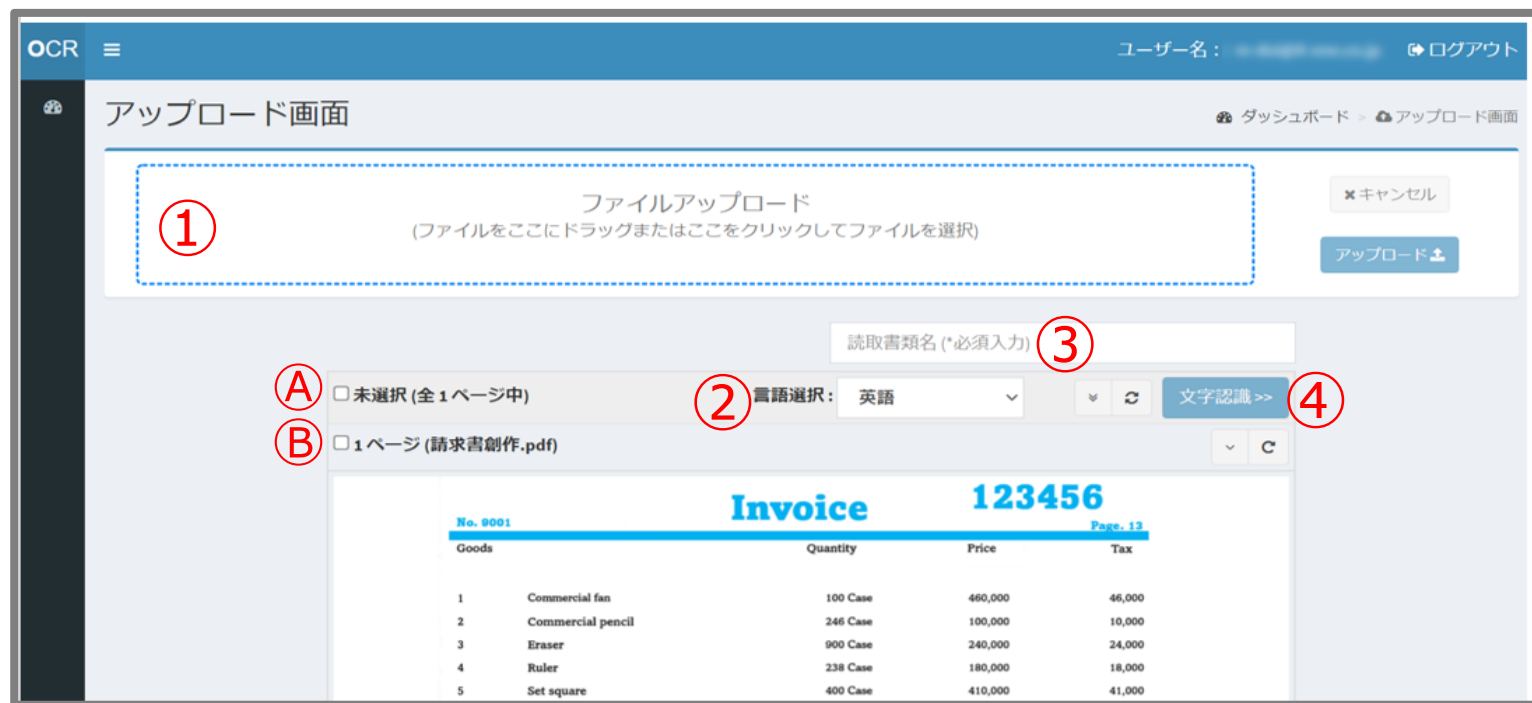 OCR ユーザー名： ログアウト
アップロード画面 ダッシュボード > アップロード画面
① ファイルアップロード
(ファイルをここにドラッグまたはここをクリックしてファイルを選択)
×キャンセル
アップロード
読取書類名 (*必須入力) ③
Ⓐ 未選択 (全 1 ページ中) ② 言語選択： 英語 文字認識 >> ④
Ⓑ 1 ページ (請求書創作.pdf)
Invoice 123456
No. 9001 Page. 13
Goods Quantity Price Tax
1 Commercial fan 100 Case 460,000 46,000
2 Commercial pencil 246 Case 100,000 10,000
3 Eraser 900 Case 240,000 24,000
4 Ruler 238 Case 180,000 18,000
5 Set square 400 Case 410,000 41,000